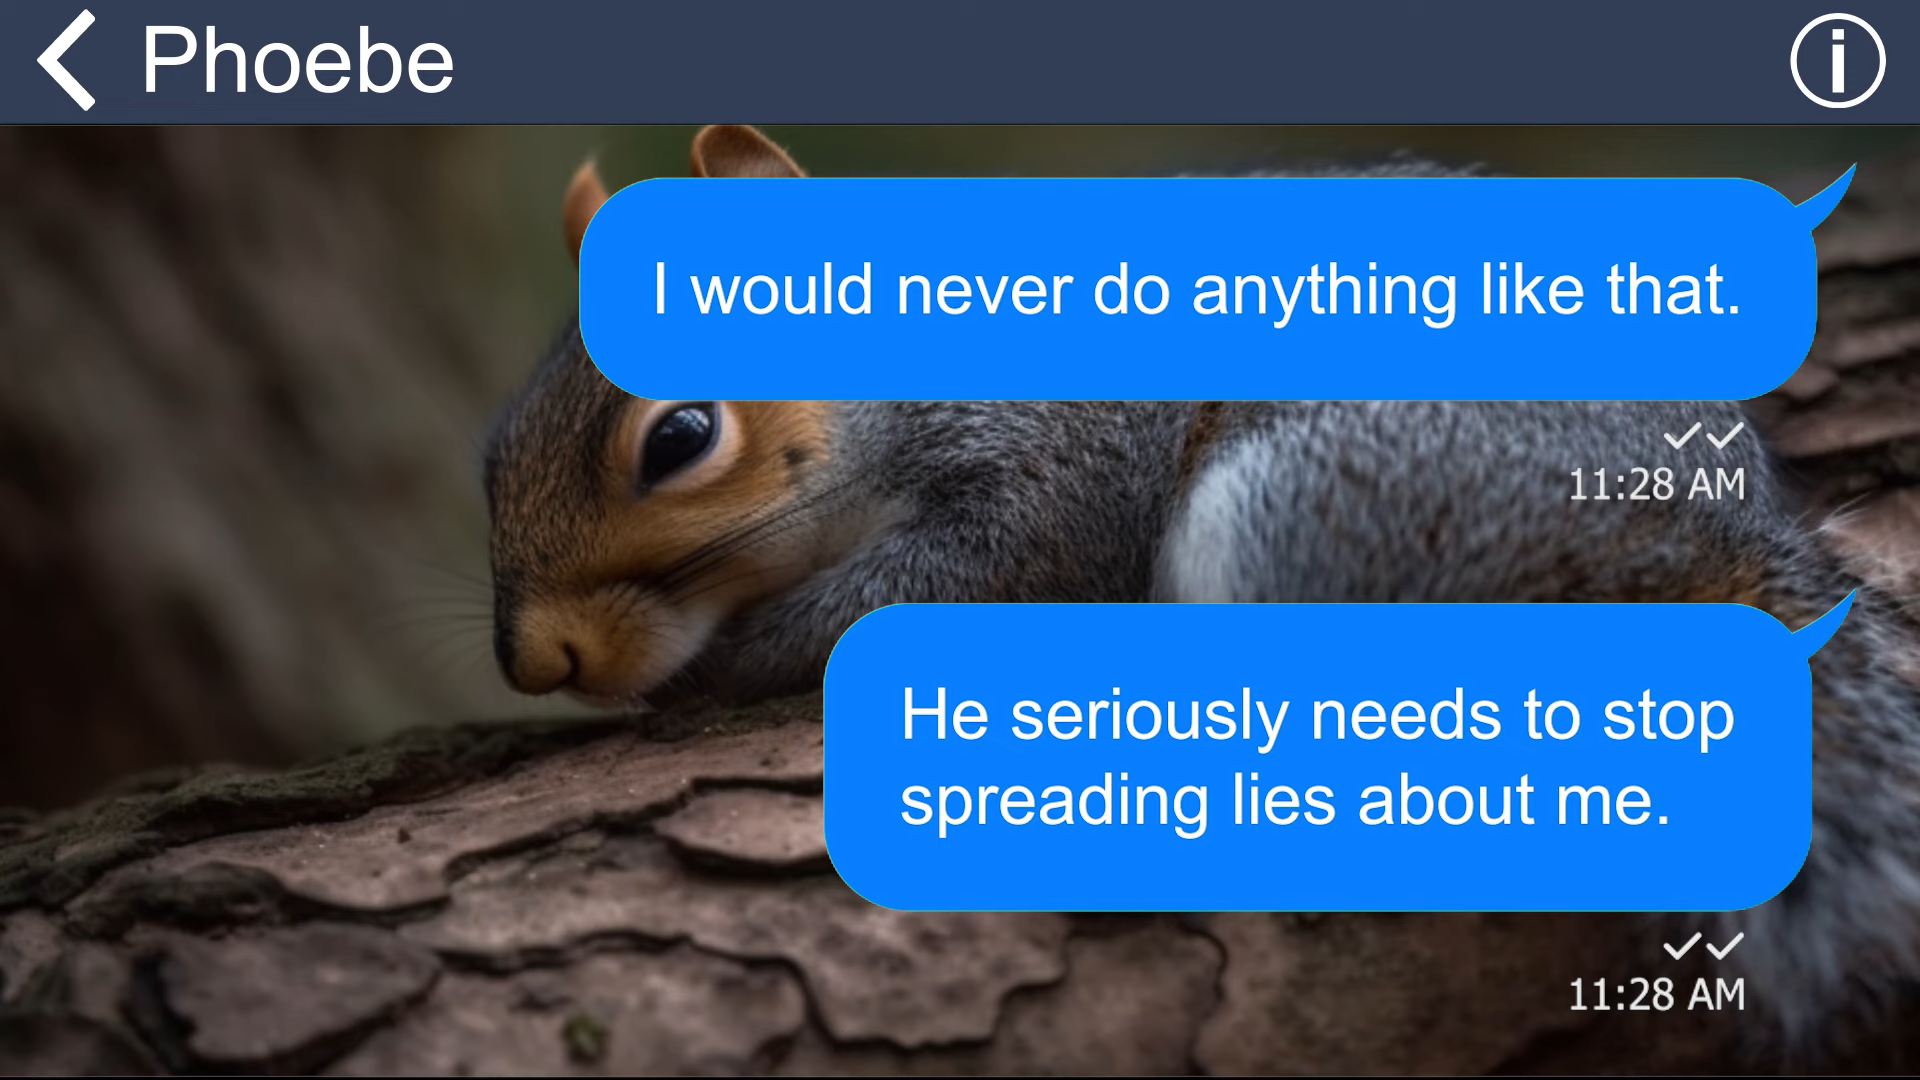 Phoebe
I would never do anything like that.
11:28 AM
He seriously needs to stop
spreading lies about me.
11:28 AM